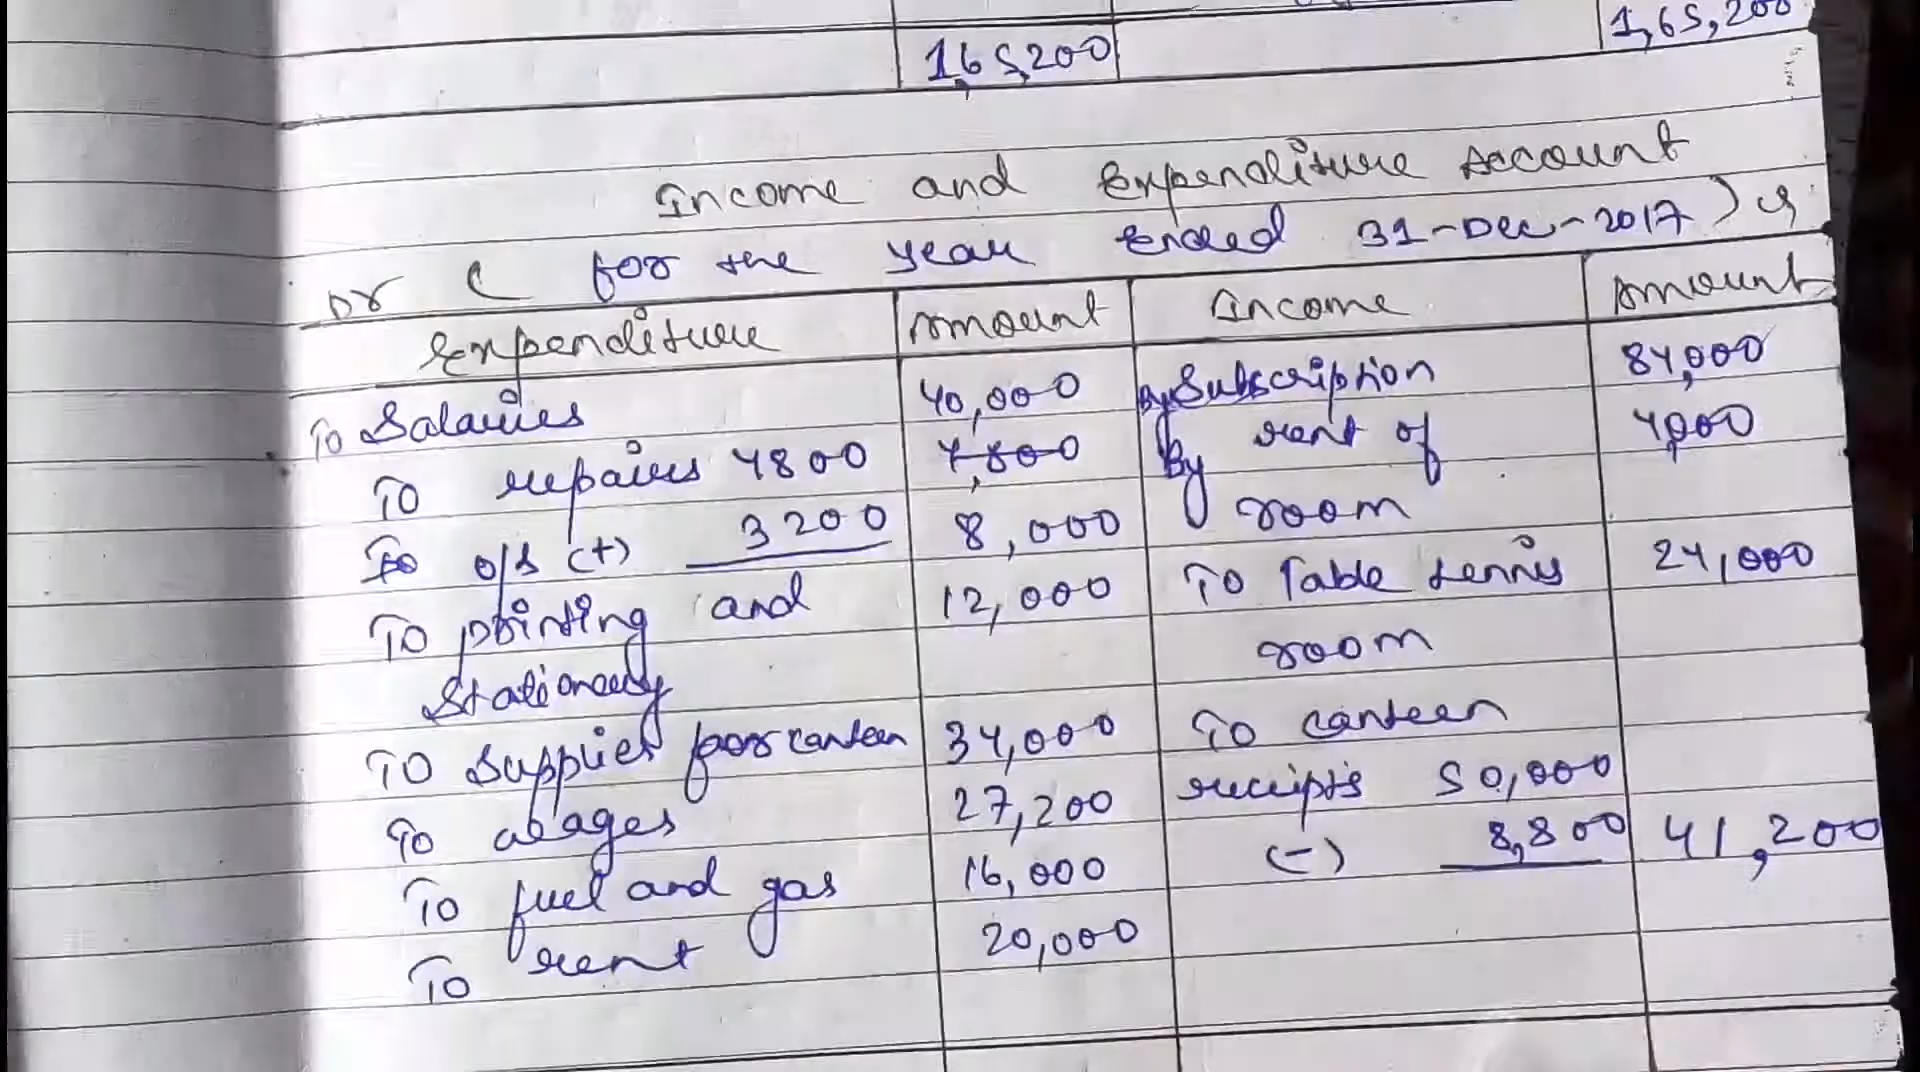 165,200 1,65,200
Income and Expenditure Account
Dr ( for the year Ended 31-Dec-2017) Cr
Expenditure Amount Income Amount
To Salaries 40,000 By Subscription 84,000
To repairs 4800 4,800 By rent of 4,000
To o/s (+) 3200 8,000 room
To printing and 12,000 To Table tennis 24,000
Stationery room
To Supplies for canteen 34,000 To canteen
To wages 27,200 receipts 50,000
To fuel and gas 16,000 (-) 8,800 41,200
To rent 20,000